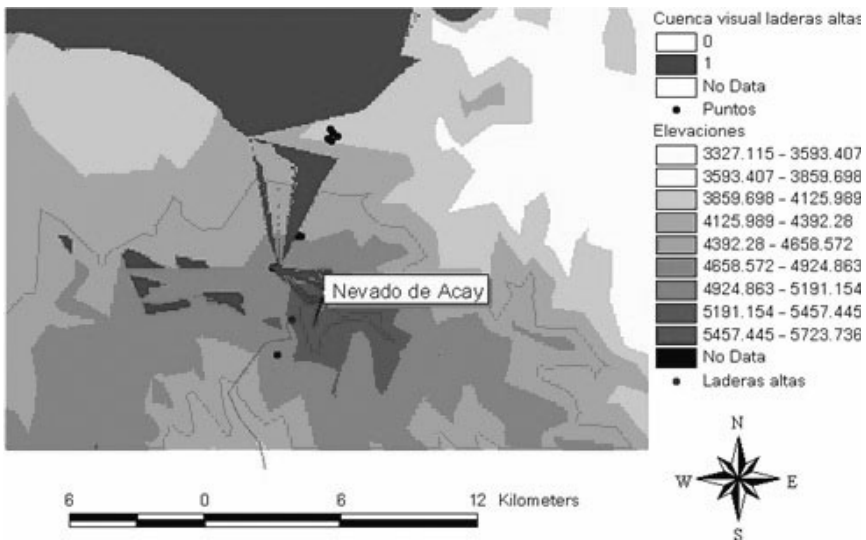 Cuenca visual laderas altas
0
1
No Data
Puntos
Elevaciones
3327.115 - 3593.407
3593.407 - 3859.698
3859.698 - 4125.989
4125.989 - 4392.28
4392.28 - 4658.572
4658.572 - 4924.863
4924.863 - 5191.154
5191.154 - 5457.445
5457.445 - 5723.736
No Data
Laderas altas
Nevado de Acay
N
W E
S
6 0 6 12 Kilometers